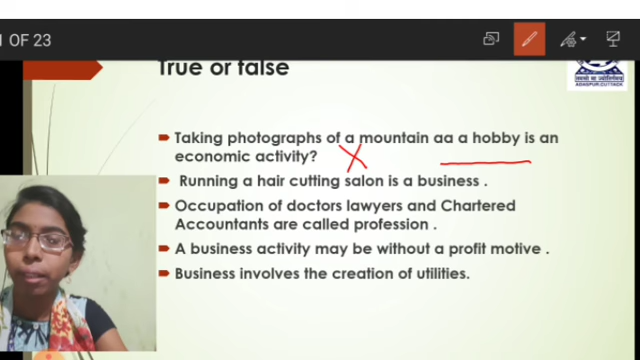 1 OF 23
True or false
Taking photographs of a mountain aa a hobby is an
economic activity?
Running a hair cutting salon is a business .
Occupation of doctors lawyers and Chartered
Accountants are called profession .
A business activity may be without a profit motive .
Business involves the creation of utilities.